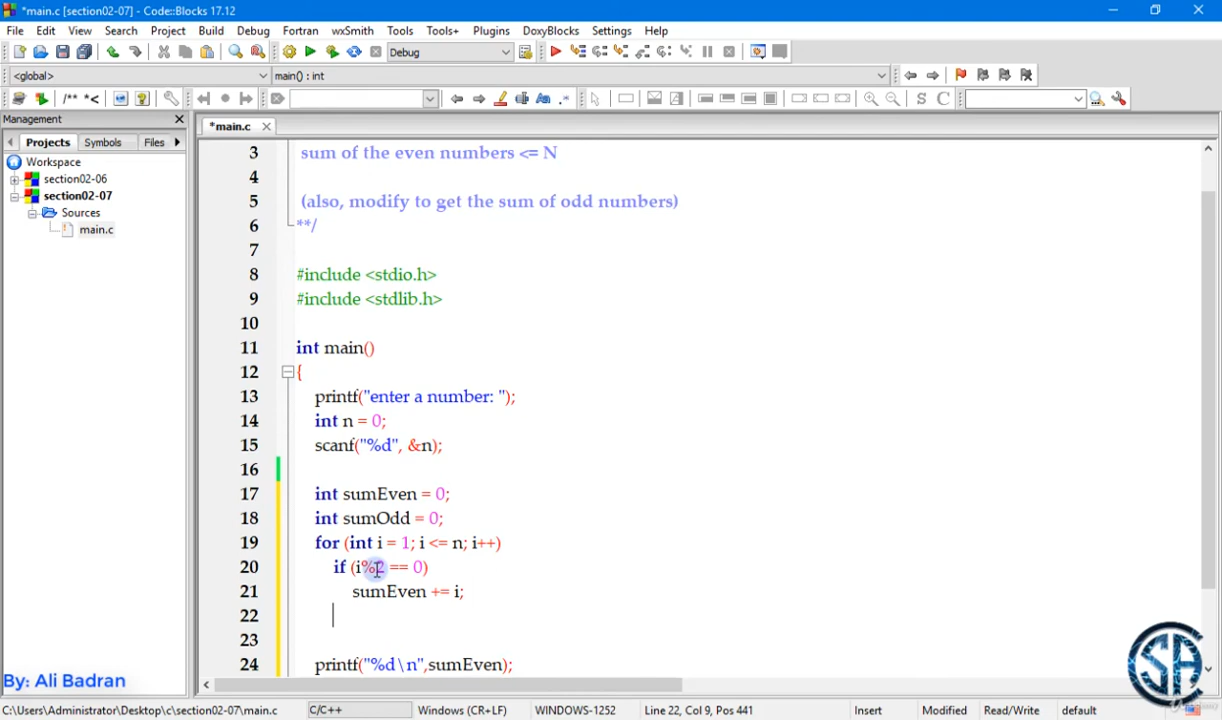 *main.c [section02-07] - Code::Blocks 17.12
File Edit View Search Project Build Debug Fortran wxSmith Tools Tools+ Plugins DoxyBlocks Settings Help
Debug
<global> main() : int
/** *< S C
Management
Projects Symbols Files
*main.c
Workspace
section02-06
section02-07
Sources
main.c
3 sum of the even numbers <= N
4
5 (also, modify to get the sum of odd numbers)
6 **/
7
8 #include <stdio.h>
9 #include <stdlib.h>
10
11 int main()
12 {
13 printf("enter a number: ");
14 int n = 0;
15 scanf("%d", &n);
16
17 int sumEven = 0;
18 int sumOdd = 0;
19 for (int i = 1; i <= n; i++)
20 if (i%2 == 0)
21 sumEven += i;
22
23
24 printf("%d\n",sumEven);
By: Ali Badran
C:\Users\Administrator\Desktop\c\section02-07\main.c C/C++ Windows (CR+LF) WINDOWS-1252 Line 22, Col 9, Pos 441 Insert Modified Read/Write default